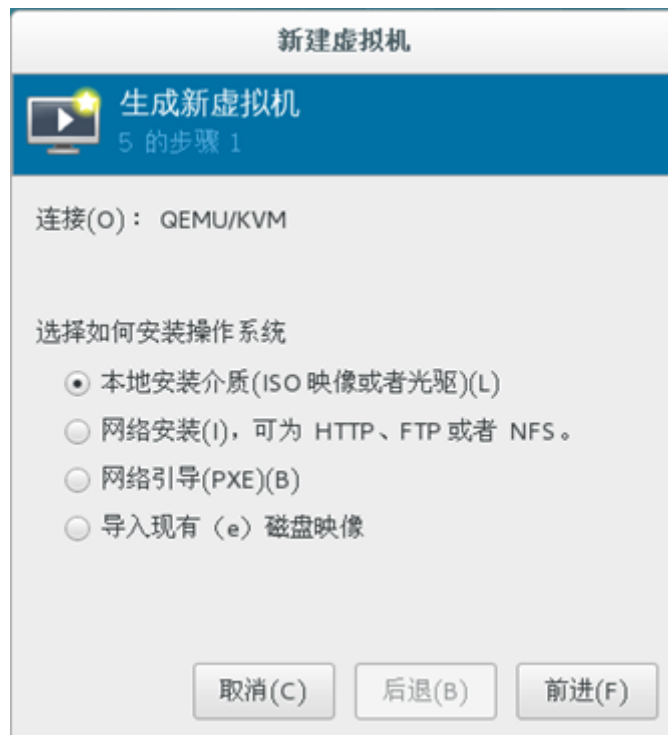 新建虚拟机
生成新虚拟机
5 的步骤 1
连接(O)： QEMU/KVM
选择如何安装操作系统
本地安装介质(ISO 映像或者光驱)(L)
网络安装(I)，可为 HTTP、FTP 或者 NFS。
网络引导(PXE)(B)
导入现有（e）磁盘映像
取消(C) 后退(B) 前进(F)